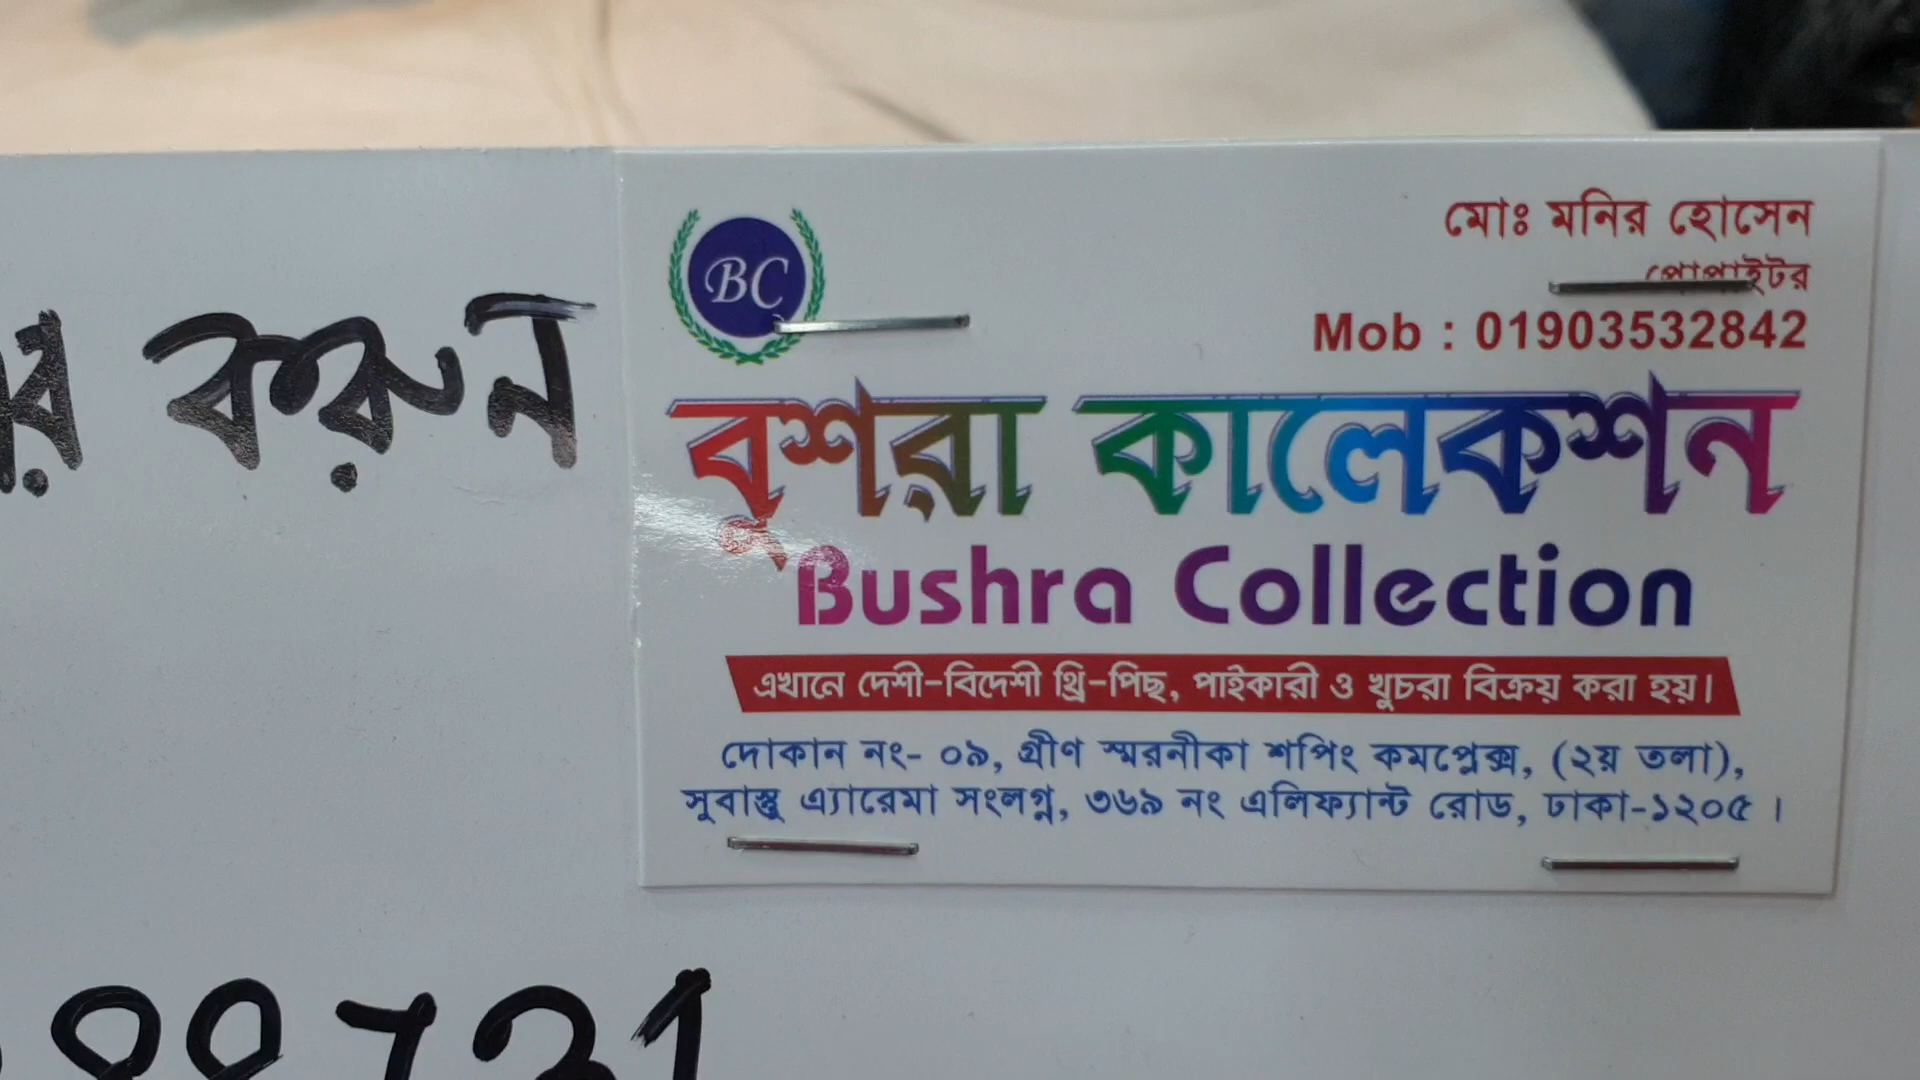 করুন
BC
মোঃ মনির হোসেন
প্রোপ্রাইটর
Mob : 01903532842
বুশরা কালেকশন
Bushra Collection
এখানে দেশী-বিদেশী থ্রি-পিছ, পাইকারী ও খুচরা বিক্রয় করা হয়।
দোকান নং- ০৯, গ্রীণ স্মরনীকা শপিং কমপ্লেক্স, (২য় তলা),
সুবাস্তু এ্যারেমা সংলগ্ন, ৩৬৯ নং এলিফ্যান্ট রোড, ঢাকা-১২০৫ ।